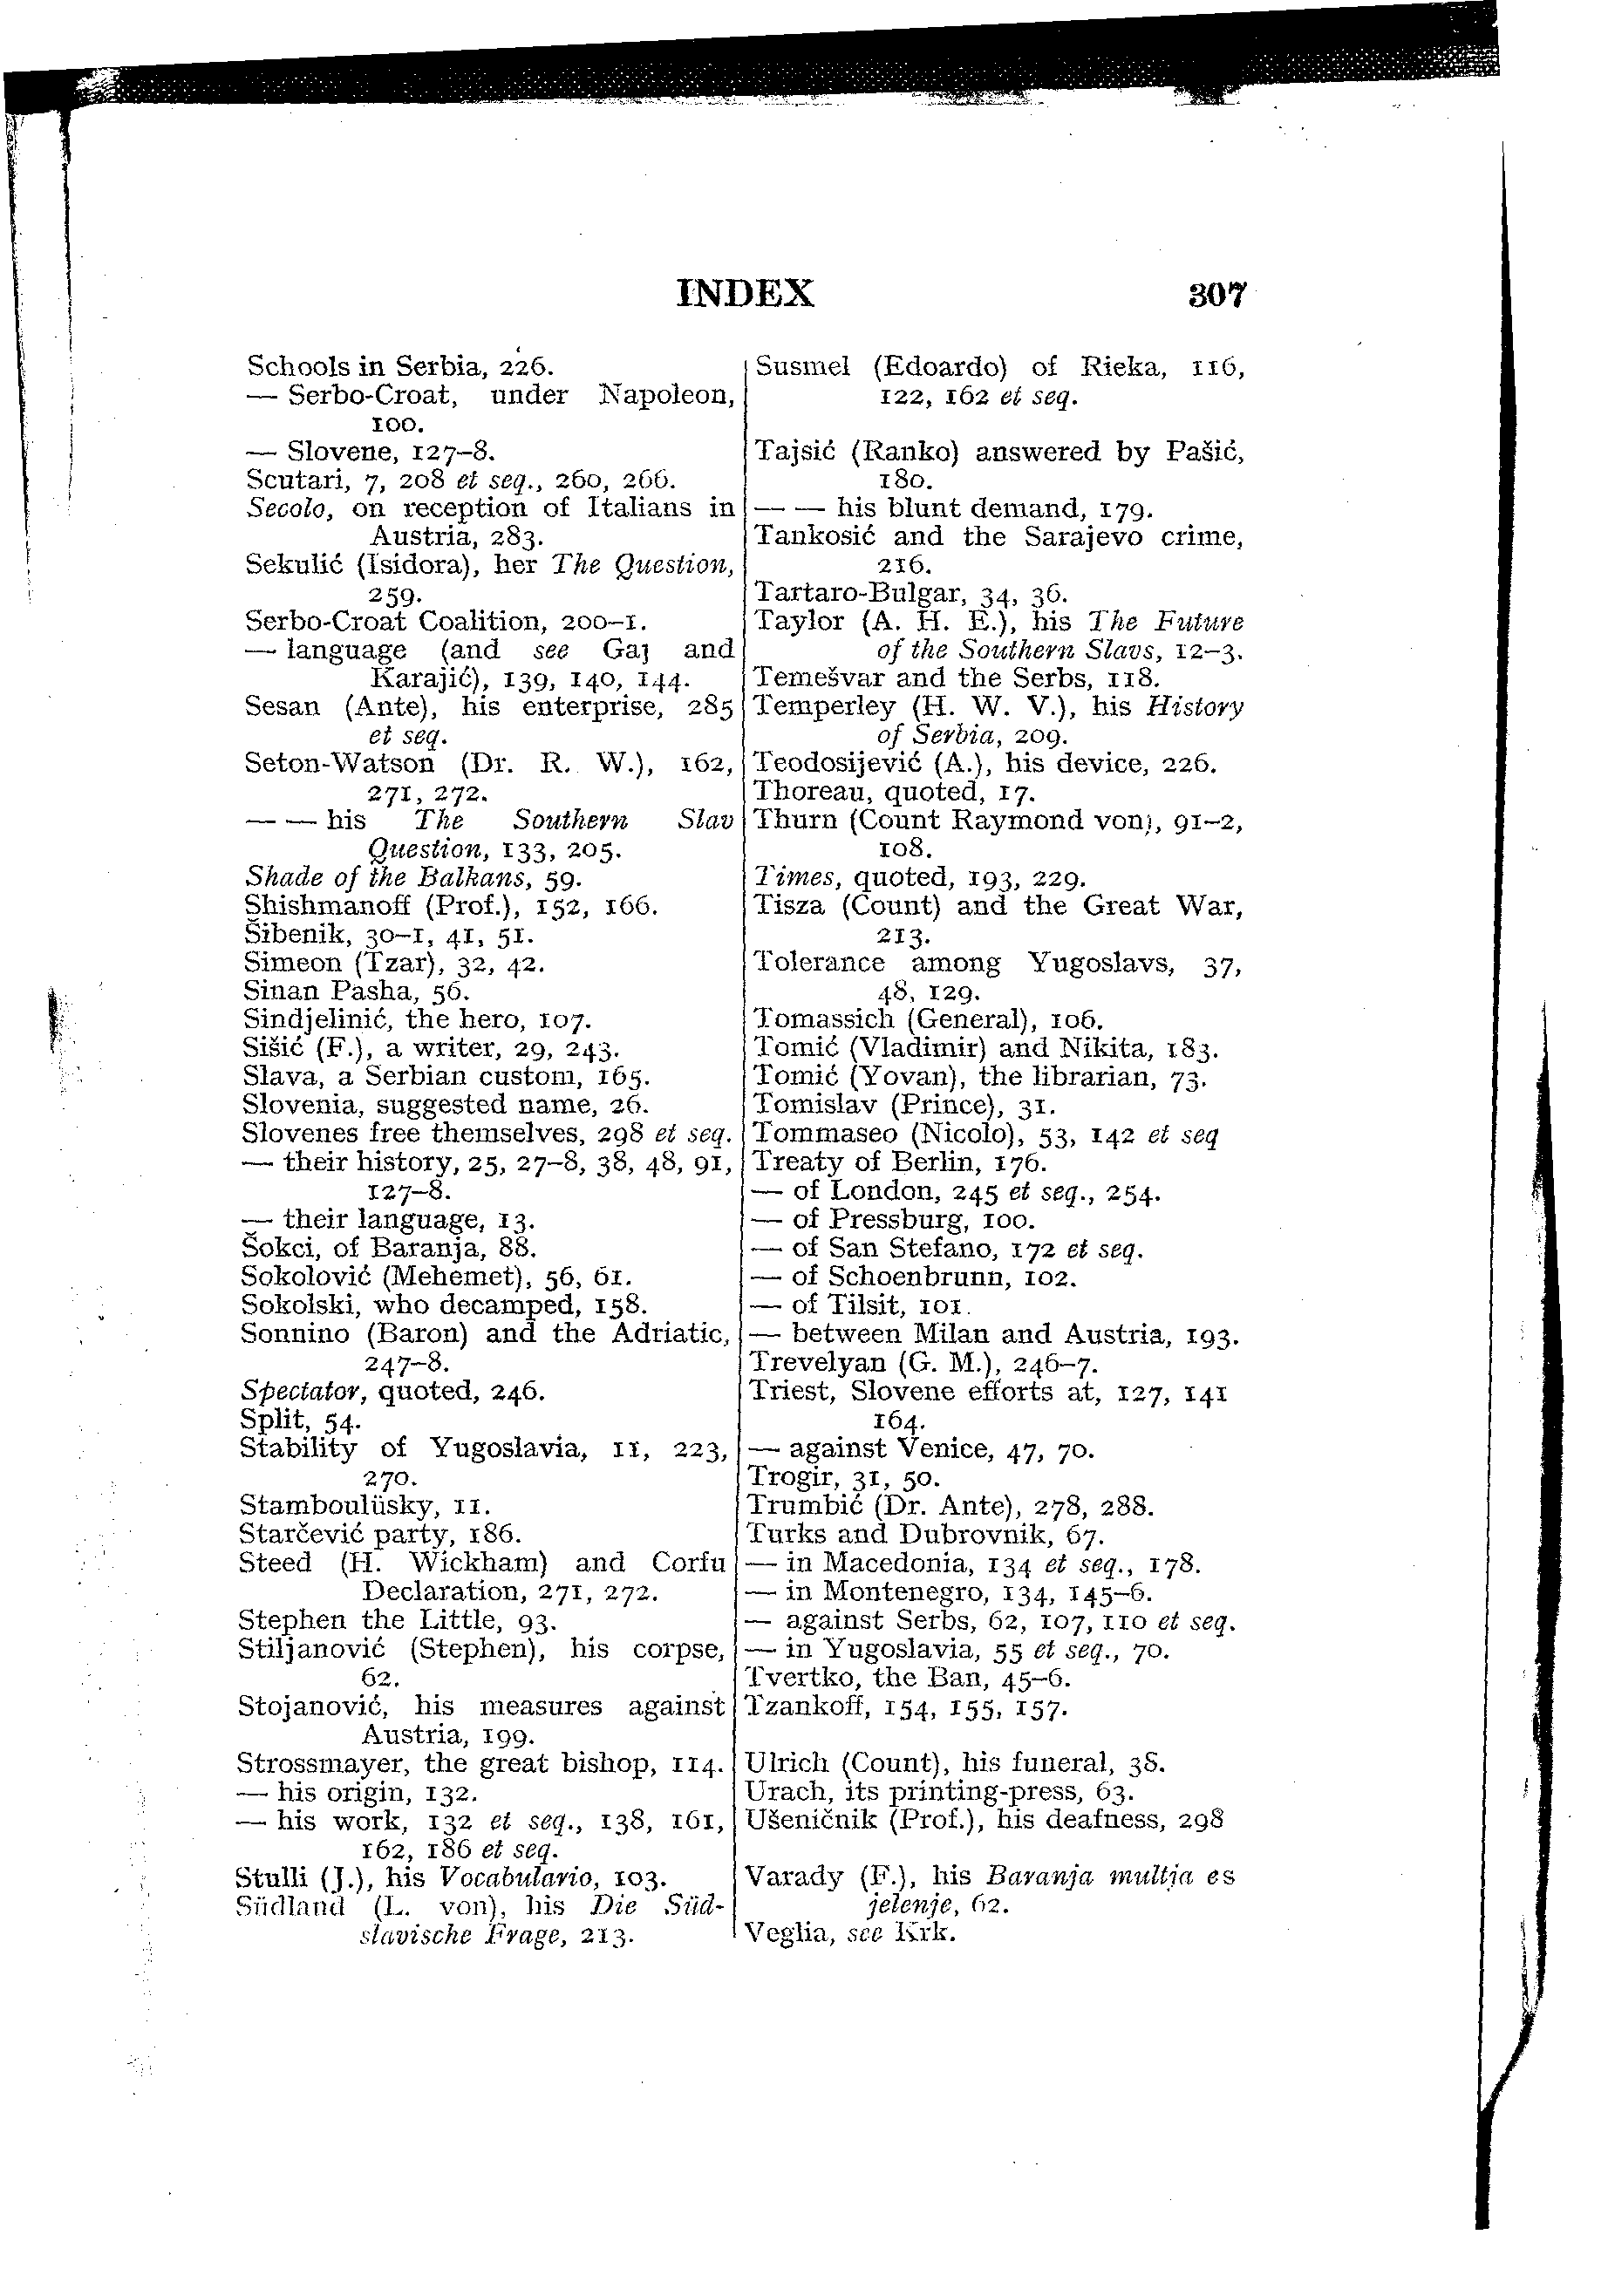 INDEX 307
Schools in Serbia, 226.
— Serbo-Croat, under Napoleon,
100.
— Slovene, 127–8.
Scutari, 7, 208 et seq., 260, 266.
Secolo, on reception of Italians in
Austria, 283.
Sekulić (Isidora), her The Question,
259.
Serbo-Croat Coalition, 200–1.
— language (and see Gaj and
Karajić), 139, 140, 144.
Sesan (Ante), his enterprise, 285
et seq.
Seton-Watson (Dr. R. W.), 162,
271, 272.
— — his The Southern Slav
Question, 133, 205.
Shade of the Balkans, 59.
Shishmanoff (Prof.), 152, 166.
Šibenik, 30–1, 41, 51.
Simeon (Tzar), 32, 42.
Sinan Pasha, 56.
Sindjelinić, the hero, 107.
Sišić (F.), a writer, 29, 243.
Slava, a Serbian custom, 165.
Slovenia, suggested name, 26.
Slovenes free themselves, 298 et seq.
— their history, 25, 27–8, 38, 48, 91,
127–8.
— their language, 13.
Šokci, of Baranja, 88.
Sokolović (Mehemet), 56, 61.
Sokolski, who decamped, 158.
Sonnino (Baron) and the Adriatic,
247–8.
Spectator, quoted, 246.
Split, 54.
Stability of Yugoslavia, 11, 223,
270.
Stamboulüsky, 11.
Starčević party, 186.
Steed (H. Wickham) and Corfu
Declaration, 271, 272.
Stephen the Little, 93.
Stiljanović (Stephen), his corpse,
62.
Stojanović, his measures against
Austria, 199.
Strossmayer, the great bishop, 114.
— his origin, 132.
— his work, 132 et seq., 138, 161,
162, 186 et seq.
Stulli (J.), his Vocabulario, 103.
Südland (L. von), his Die Süd-
slavische Frage, 213.
Susmel (Edoardo) of Rieka, 116,
122, 162 et seq.
Tajsić (Ranko) answered by Pašić,
180.
— — his blunt demand, 179.
Tankosić and the Sarajevo crime,
216.
Tartaro-Bulgar, 34, 36.
Taylor (A. H. E.), his The Future
of the Southern Slavs, 12–3.
Temešvar and the Serbs, 118.
Temperley (H. W. V.), his History
of Serbia, 209.
Teodosijević (A.), his device, 226.
Thoreau, quoted, 17.
Thurn (Count Raymond von), 91–2,
108.
Times, quoted, 193, 229.
Tisza (Count) and the Great War,
213.
Tolerance among Yugoslavs, 37,
48, 129.
Tomassich (General), 106.
Tomić (Vladimir) and Nikita, 183.
Tomić (Yovan), the librarian, 73.
Tomislav (Prince), 31.
Tommaseo (Nicolo), 53, 142 et seq
Treaty of Berlin, 176.
— of London, 245 et seq., 254.
— of Pressburg, 100.
— of San Stefano, 172 et seq.
— of Schoenbrunn, 102.
— of Tilsit, 101.
— between Milan and Austria, 193.
Trevelyan (G. M.), 246–7.
Triest, Slovene efforts at, 127, 141
164.
— against Venice, 47, 70.
Trogir, 31, 50.
Trumbić (Dr. Ante), 278, 288.
Turks and Dubrovnik, 67.
— in Macedonia, 134 et seq., 178.
— in Montenegro, 134, 145–6.
— against Serbs, 62, 107, 110 et seq.
— in Yugoslavia, 55 et seq., 70.
Tvertko, the Ban, 45–6.
Tzankoff, 154, 155, 157.
Ulrich (Count), his funeral, 38.
Urach, its printing-press, 63.
Ušeničnik (Prof.), his deafness, 298
Varady (F.), his Baranja multja es
jelenje, 62.
Veglia, see Krk.